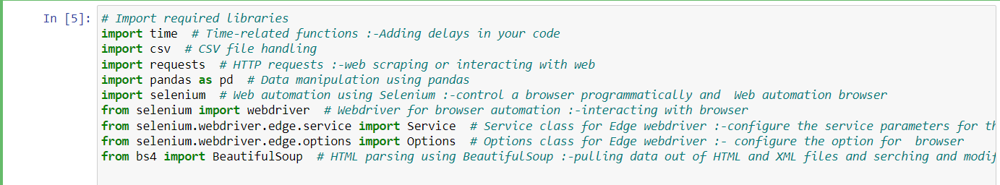 In [5]: # Import required libraries
import time  # Time-related functions :-Adding delays in your code
import csv  # CSV file handling
import requests  # HTTP requests :-web scraping or interacting with web
import pandas as pd  # Data manipulation using pandas
import selenium  # Web automation using Selenium :-control a browser programmatically and  Web automation browser
from selenium import webdriver  # Webdriver for browser automation :-interacting with browser
from selenium.webdriver.edge.service import Service  # Service class for Edge webdriver :-configure the service parameters for
from selenium.webdriver.edge.options import Options  # Options class for Edge webdriver :- configure the option for  browser
from bs4 import BeautifulSoup  # HTML parsing using BeautifulSoup :-pulling data out of HTML and XML files and serching and